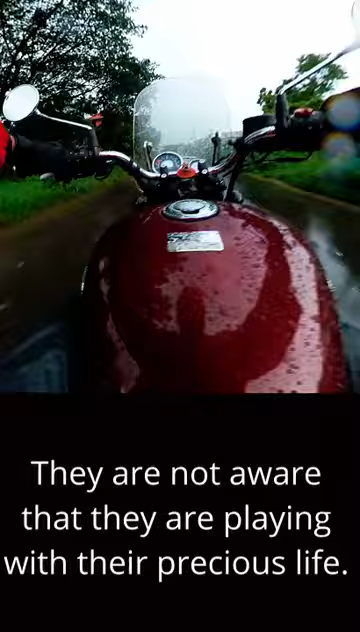 They are not aware
that they are playing
with their precious life.